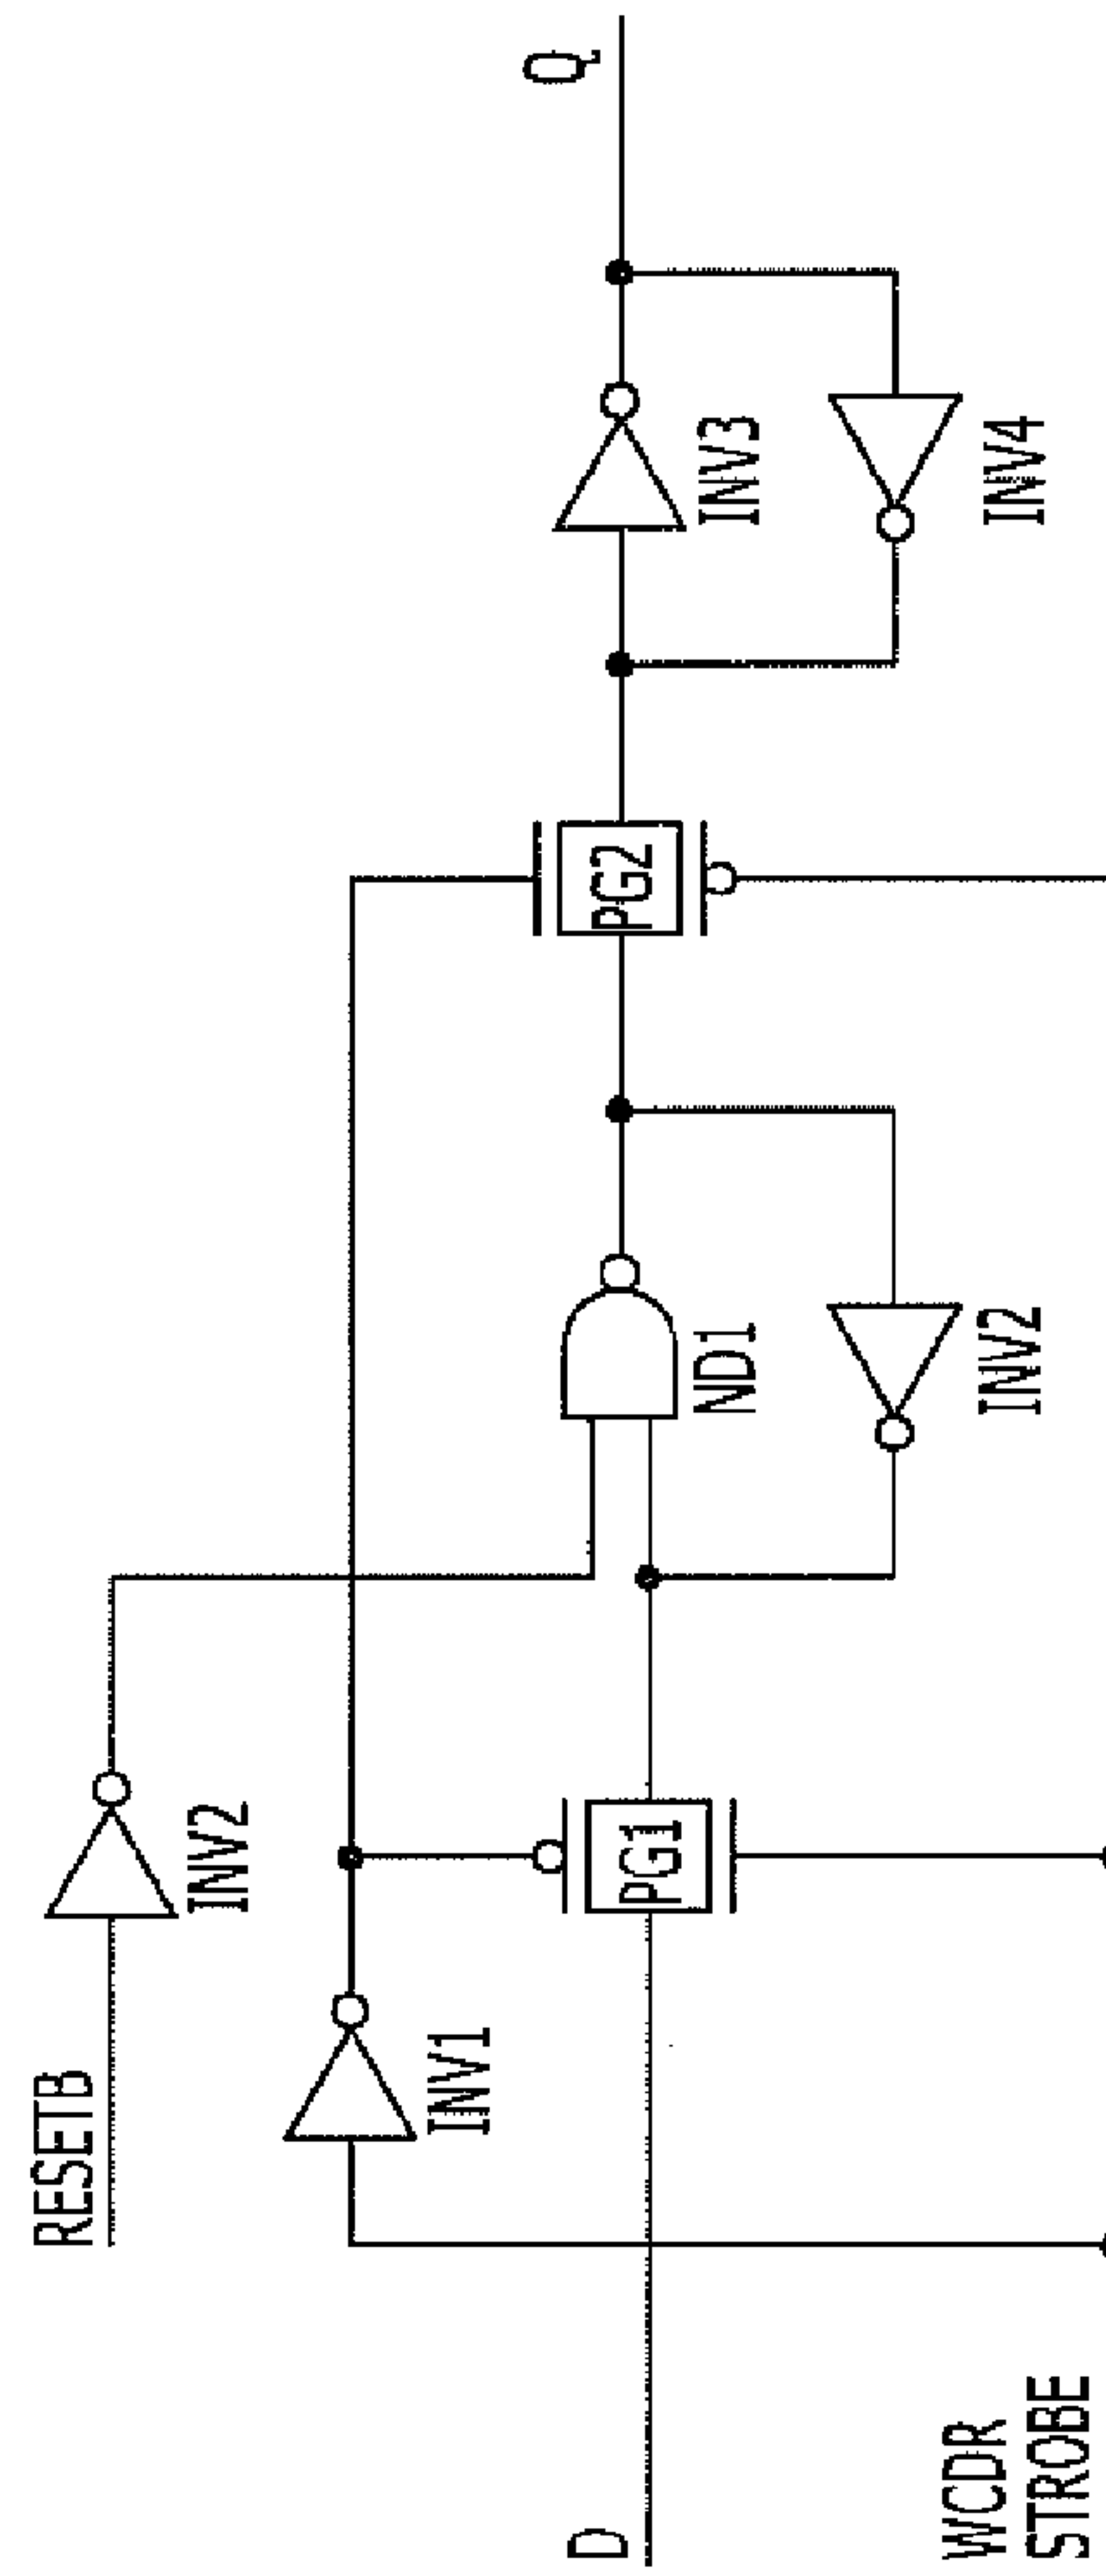 RESETB
INV2
INV1
D
PG1
ND1
INV2
PG2
INV3
INV4
Q
WCDR
STROBE